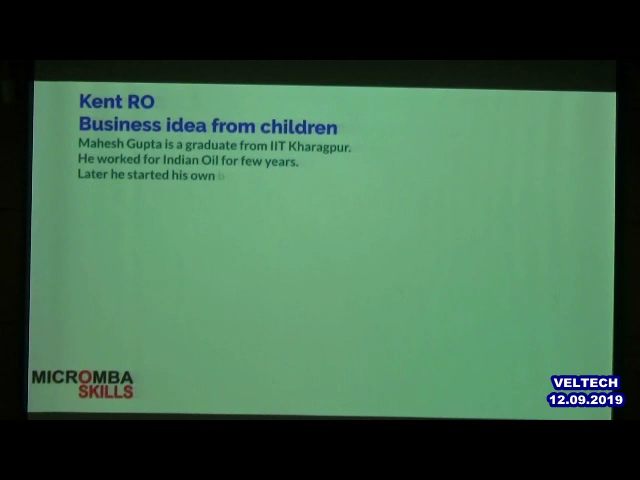 Kent RO
Business idea from children
Mahesh Gupta is a graduate from IIT Kharagpur.
He worked for Indian Oil for few years.
Later he started his own b
MICROMBA
SKILLS
VELTECH
12.09.2019